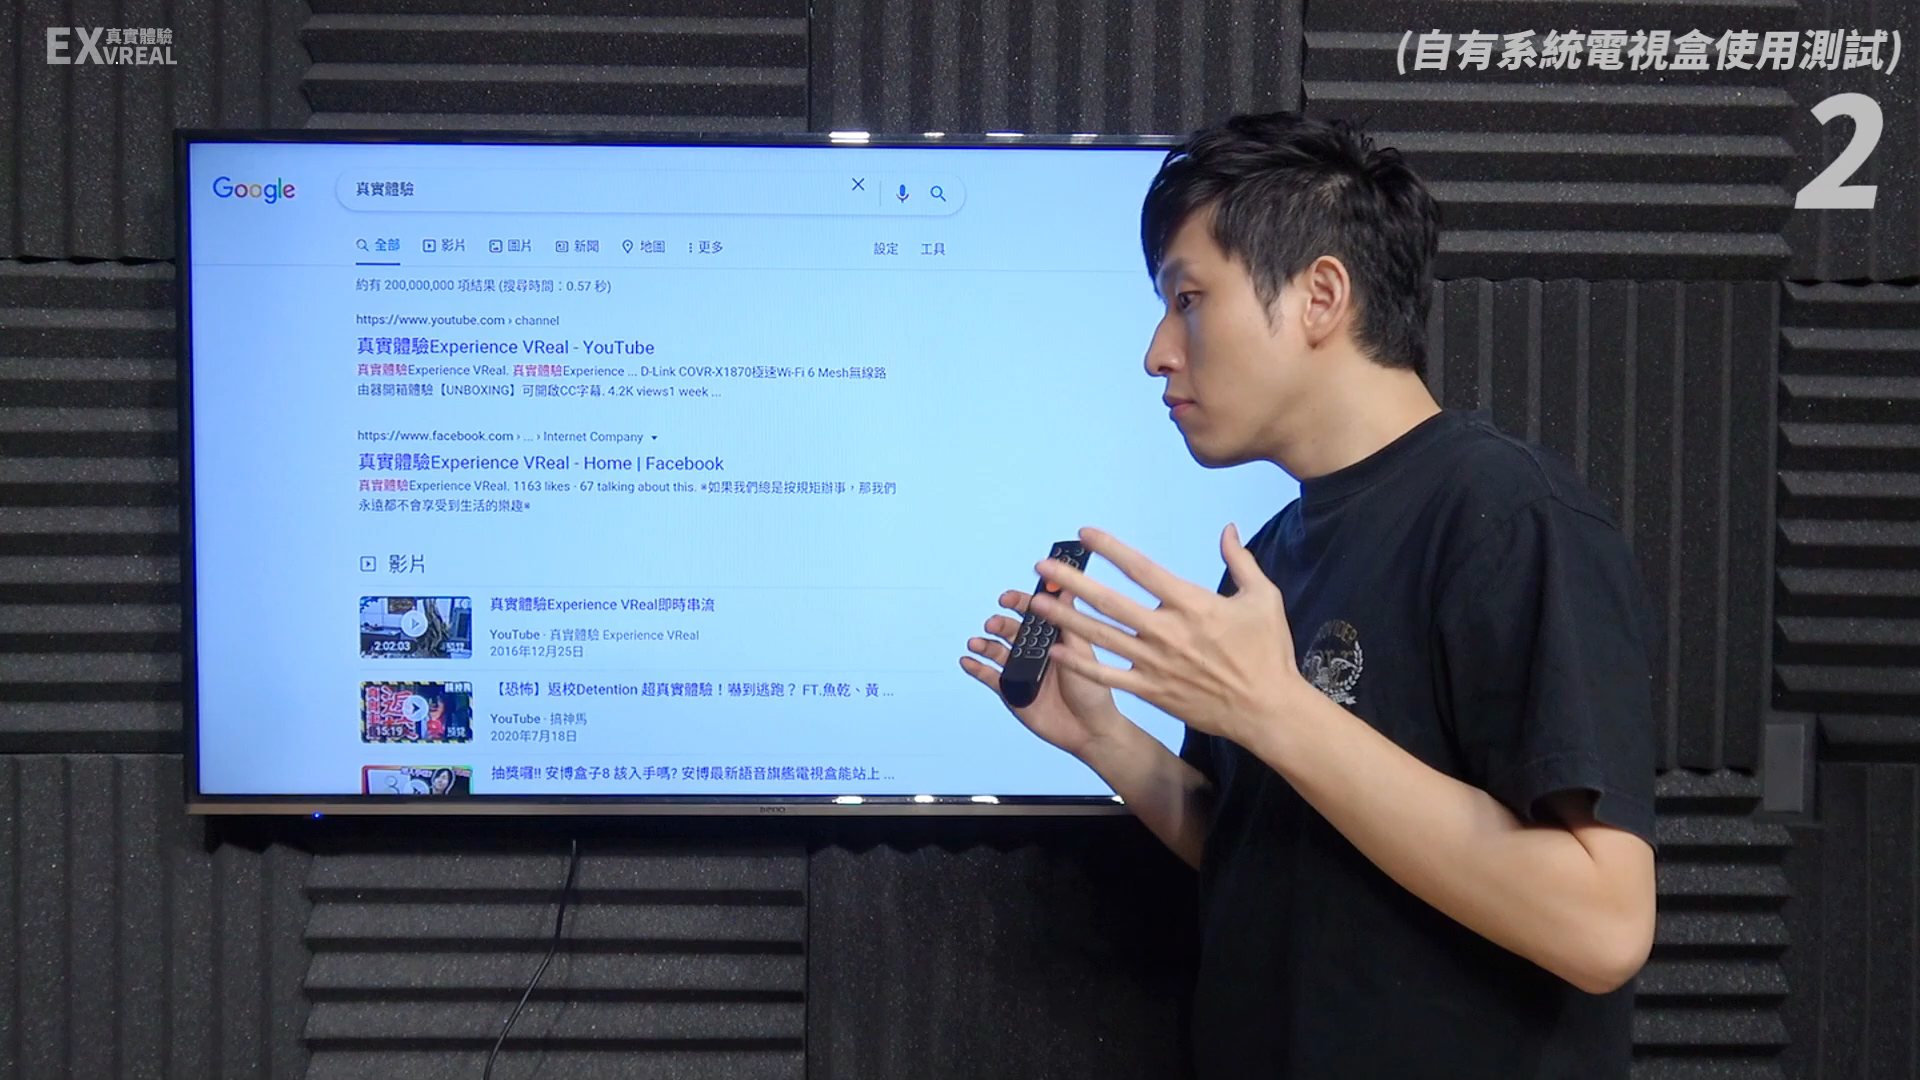 EX真實體驗
VREAL
(自有系統電視盒使用測試)
2
Google
真實體驗
全部 影片 圖片 新聞 地圖 更多 設定 工具
約有 200,000,000 項結果 (搜尋時間：0.57 秒)
https://www.youtube.com › channel
真實體驗Experience VReal - YouTube
真實體驗Experience VReal. 真實體驗Experience ... D-Link COVR-X1870極速Wi-Fi 6 Mesh無線路
由器開箱體驗【UNBOXING】可開啟CC字幕. 4.2K views1 week ...
https://www.facebook.com › ... › Internet Company
真實體驗Experience VReal - Home | Facebook
真實體驗Experience VReal. 1163 likes · 67 talking about this. ※如果我們總是按規矩辦事，那我們
永遠都不會享受到生活的樂趣※
影片
真實體驗Experience VReal即時串流
YouTube · 真實體驗 Experience VReal
2016年12月25日
2:02:03 預覽
【恐怖】返校Detention 超真實體驗！嚇到逃跑？ FT.魚乾、黃 ...
YouTube · 搞神馬
2020年7月18日
15:19 預覽
抽獎囉!! 安博盒子8 該入手嗎? 安博最新語音旗艦電視盒能站上 ...
BenQ